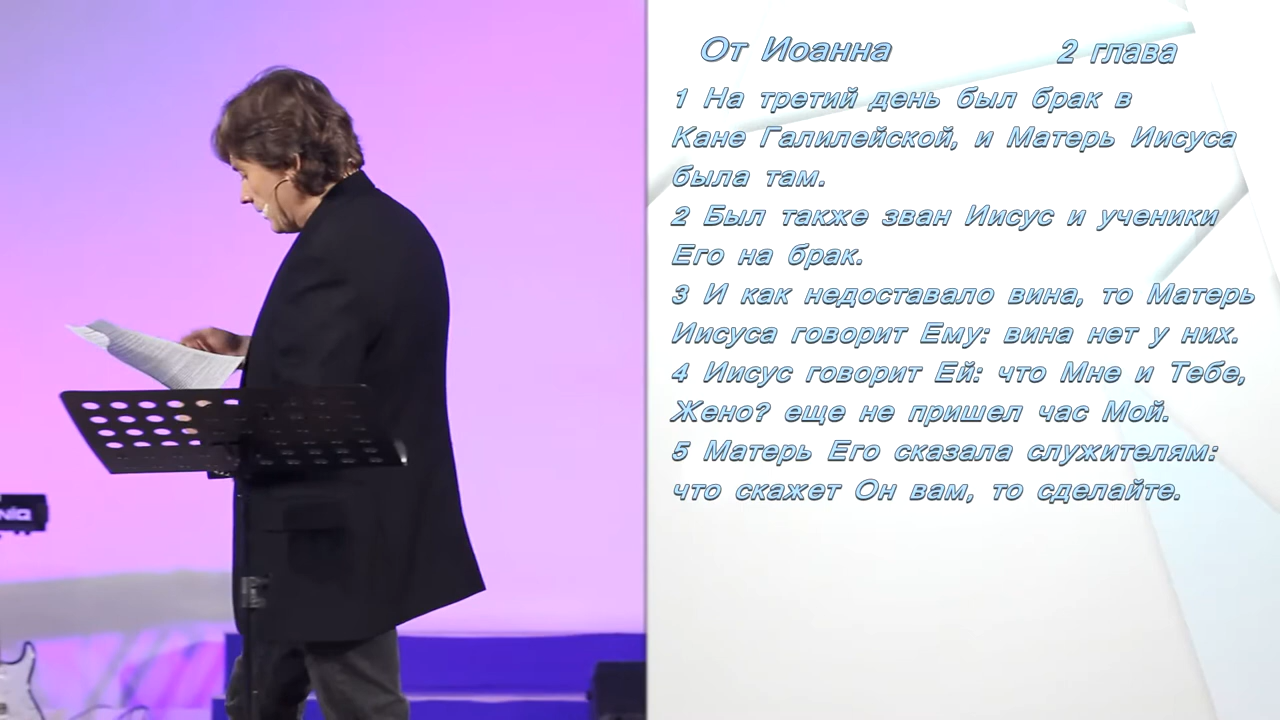 От Иоанна 2 глава
1 На третий день был брак в
Кане Галилейской, и Матерь Иисуса
была там.
2 Был также зван Иисус и ученики
Его на брак.
3 И как недоставало вина, то Матерь
Иисуса говорит Ему: вина нет у них.
4 Иисус говорит Ей: что Мне и Тебе,
Жено? еще не пришел час Мой.
5 Матерь Его сказала служителям:
что скажет Он вам, то сделайте.